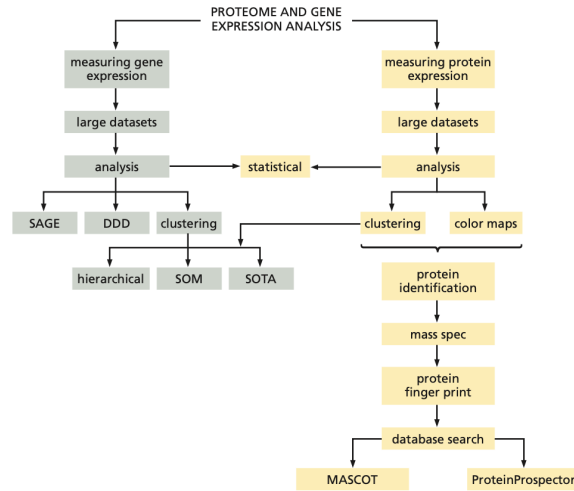 PROTEOME AND GENE
EXPRESSION ANALYSIS
measuring gene
expression
measuring protein
expression
large datasets
large datasets
analysis
statistical
analysis
SAGE
DDD
clustering
clustering
color maps
hierarchical
SOM
SOTA
protein
identification
mass spec
protein
finger print
database search
MASCOT
ProteinProspector